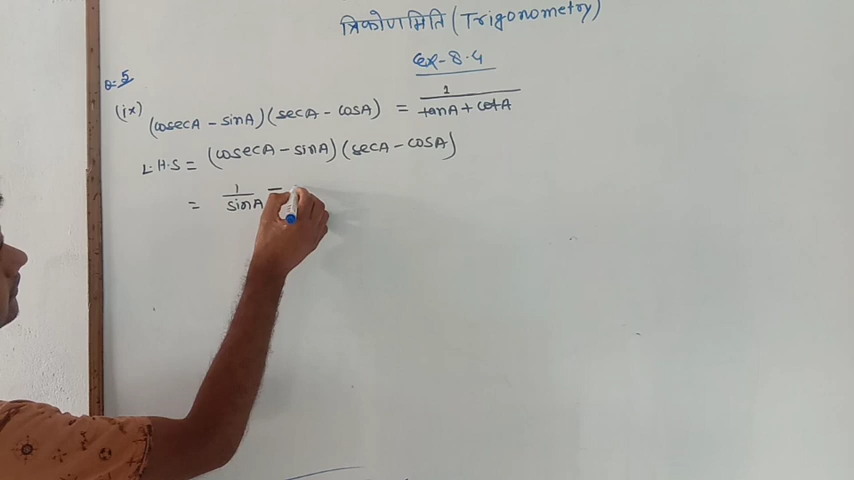 त्रिकोणमिति (Trigonometry)
Ex-8.4
Q=5
(ix) (cosecA - sinA)(secA - cosA) = 1/(tanA + cotA)
L.H.S = (cosecA - sinA)(secA - cosA)
= 1/sinA -